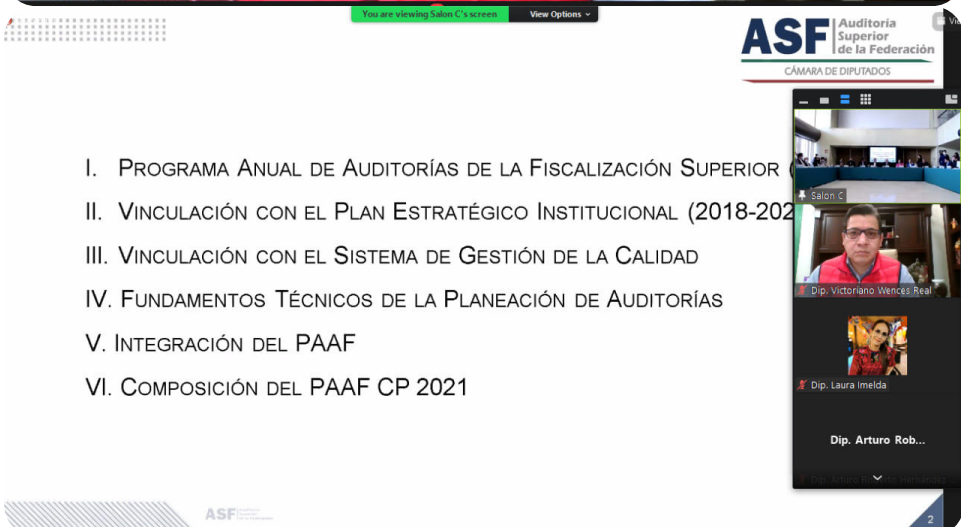 You are viewing Salon C's screen
View Options
ASF Auditoría
Superior
de la Federación
CÁMARA DE DIPUTADOS
I. PROGRAMA ANUAL DE AUDITORÍAS DE LA FISCALIZACIÓN SUPERIOR (
II. VINCULACIÓN CON EL PLAN ESTRATÉGICO INSTITUCIONAL (2018-202
III. VINCULACIÓN CON EL SISTEMA DE GESTIÓN DE LA CALIDAD
IV. FUNDAMENTOS TÉCNICOS DE LA PLANEACIÓN DE AUDITORÍAS
V. INTEGRACIÓN DEL PAAF
VI. COMPOSICIÓN DEL PAAF CP 2021
Salon C
Dip. Victoriano Wences Real
Dip. Laura Imelda
Dip. Arturo Rob...
ASF
2